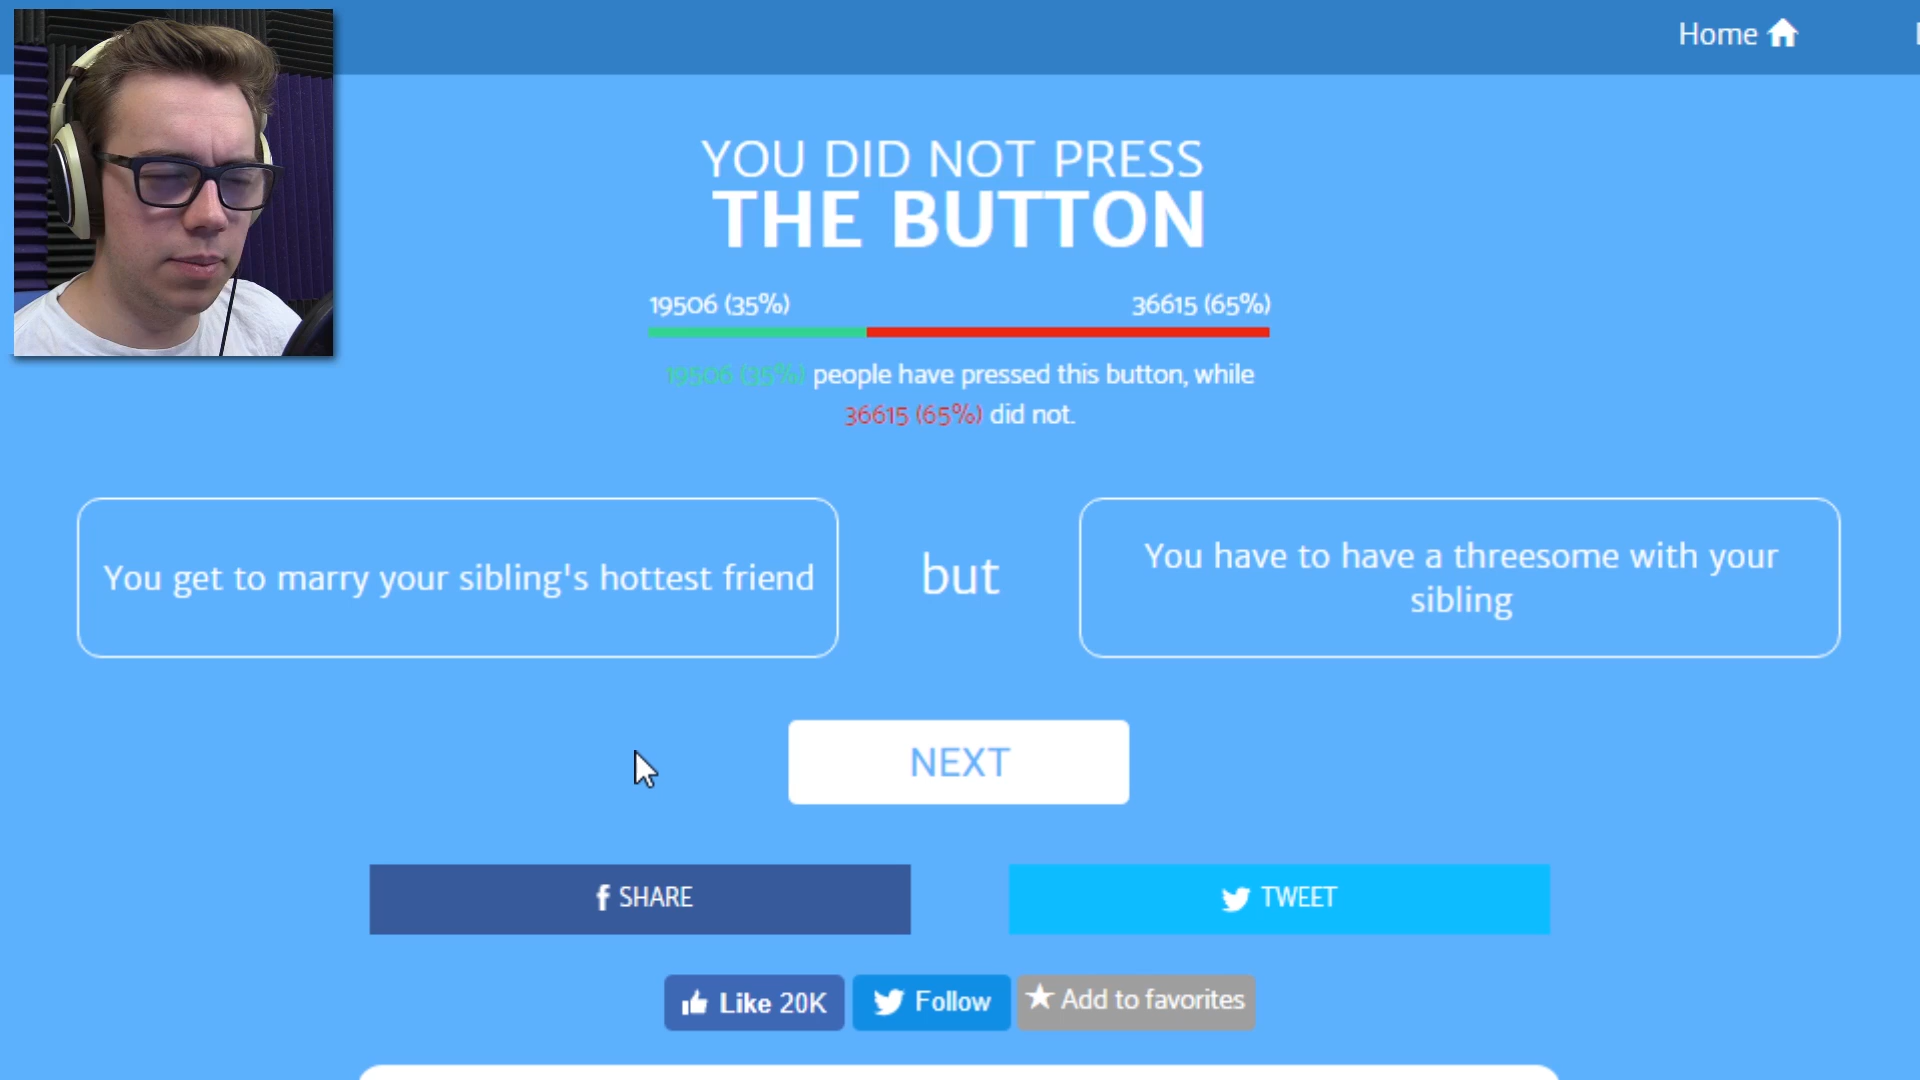 Home
YOU DID NOT PRESS
THE BUTTON
19506 (35%) 36615 (65%)
19506 (35%) people have pressed this button, while
36615 (65%) did not.
You get to marry your sibling's hottest friend
but
You have to have a threesome with your
sibling
NEXT
f SHARE
TWEET
Like 20K
Follow
Add to favorites